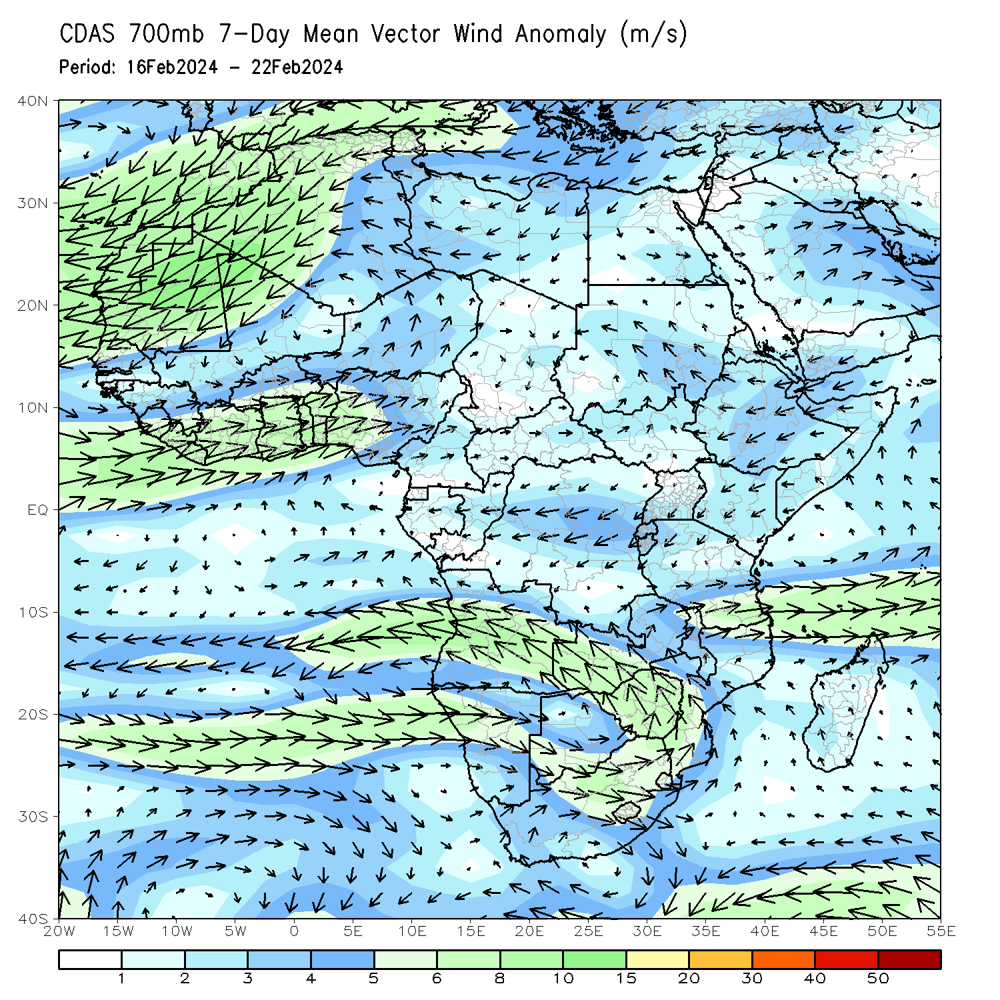 CDAS 700mb 7-Day Mean Vector Wind Anomaly (m/s)
Period: 16Feb2024 - 22Feb2024
40N
30N
20N
10N
EQ
10S
20S
30S
40S
20W 15W 10W 5W 0 5E 10E 15E 20E 25E 30E 35E 40E 45E 50E 55E
1 2 3 4 5 6 8 10 15 20 30 40 50